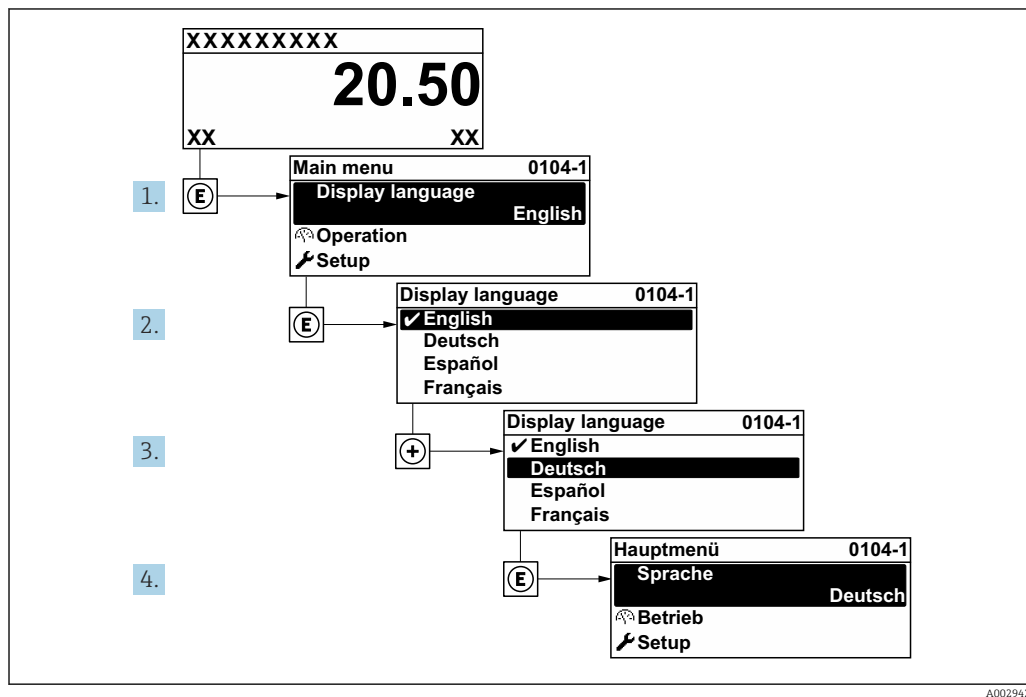 XXXXXXXXX
20.50
XX XX
1.
E
Main menu 0104-1
Display language
English
Operation
Setup
2.
E
Display language 0104-1
✔ English
Deutsch
Español
Français
3.
+
Display language 0104-1
✔ English
Deutsch
Español
Français
4.
E
Hauptmenü 0104-1
Sprache
Deutsch
Betrieb
Setup